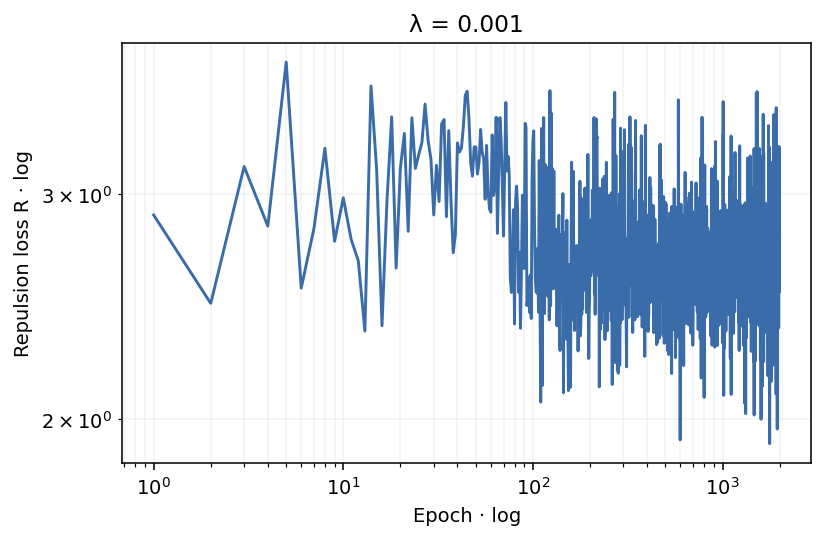 λ = 0.001
Repulsion loss R · log
3 × 10⁰
2 × 10⁰
10⁰ 10¹ 10² 10³
Epoch · log